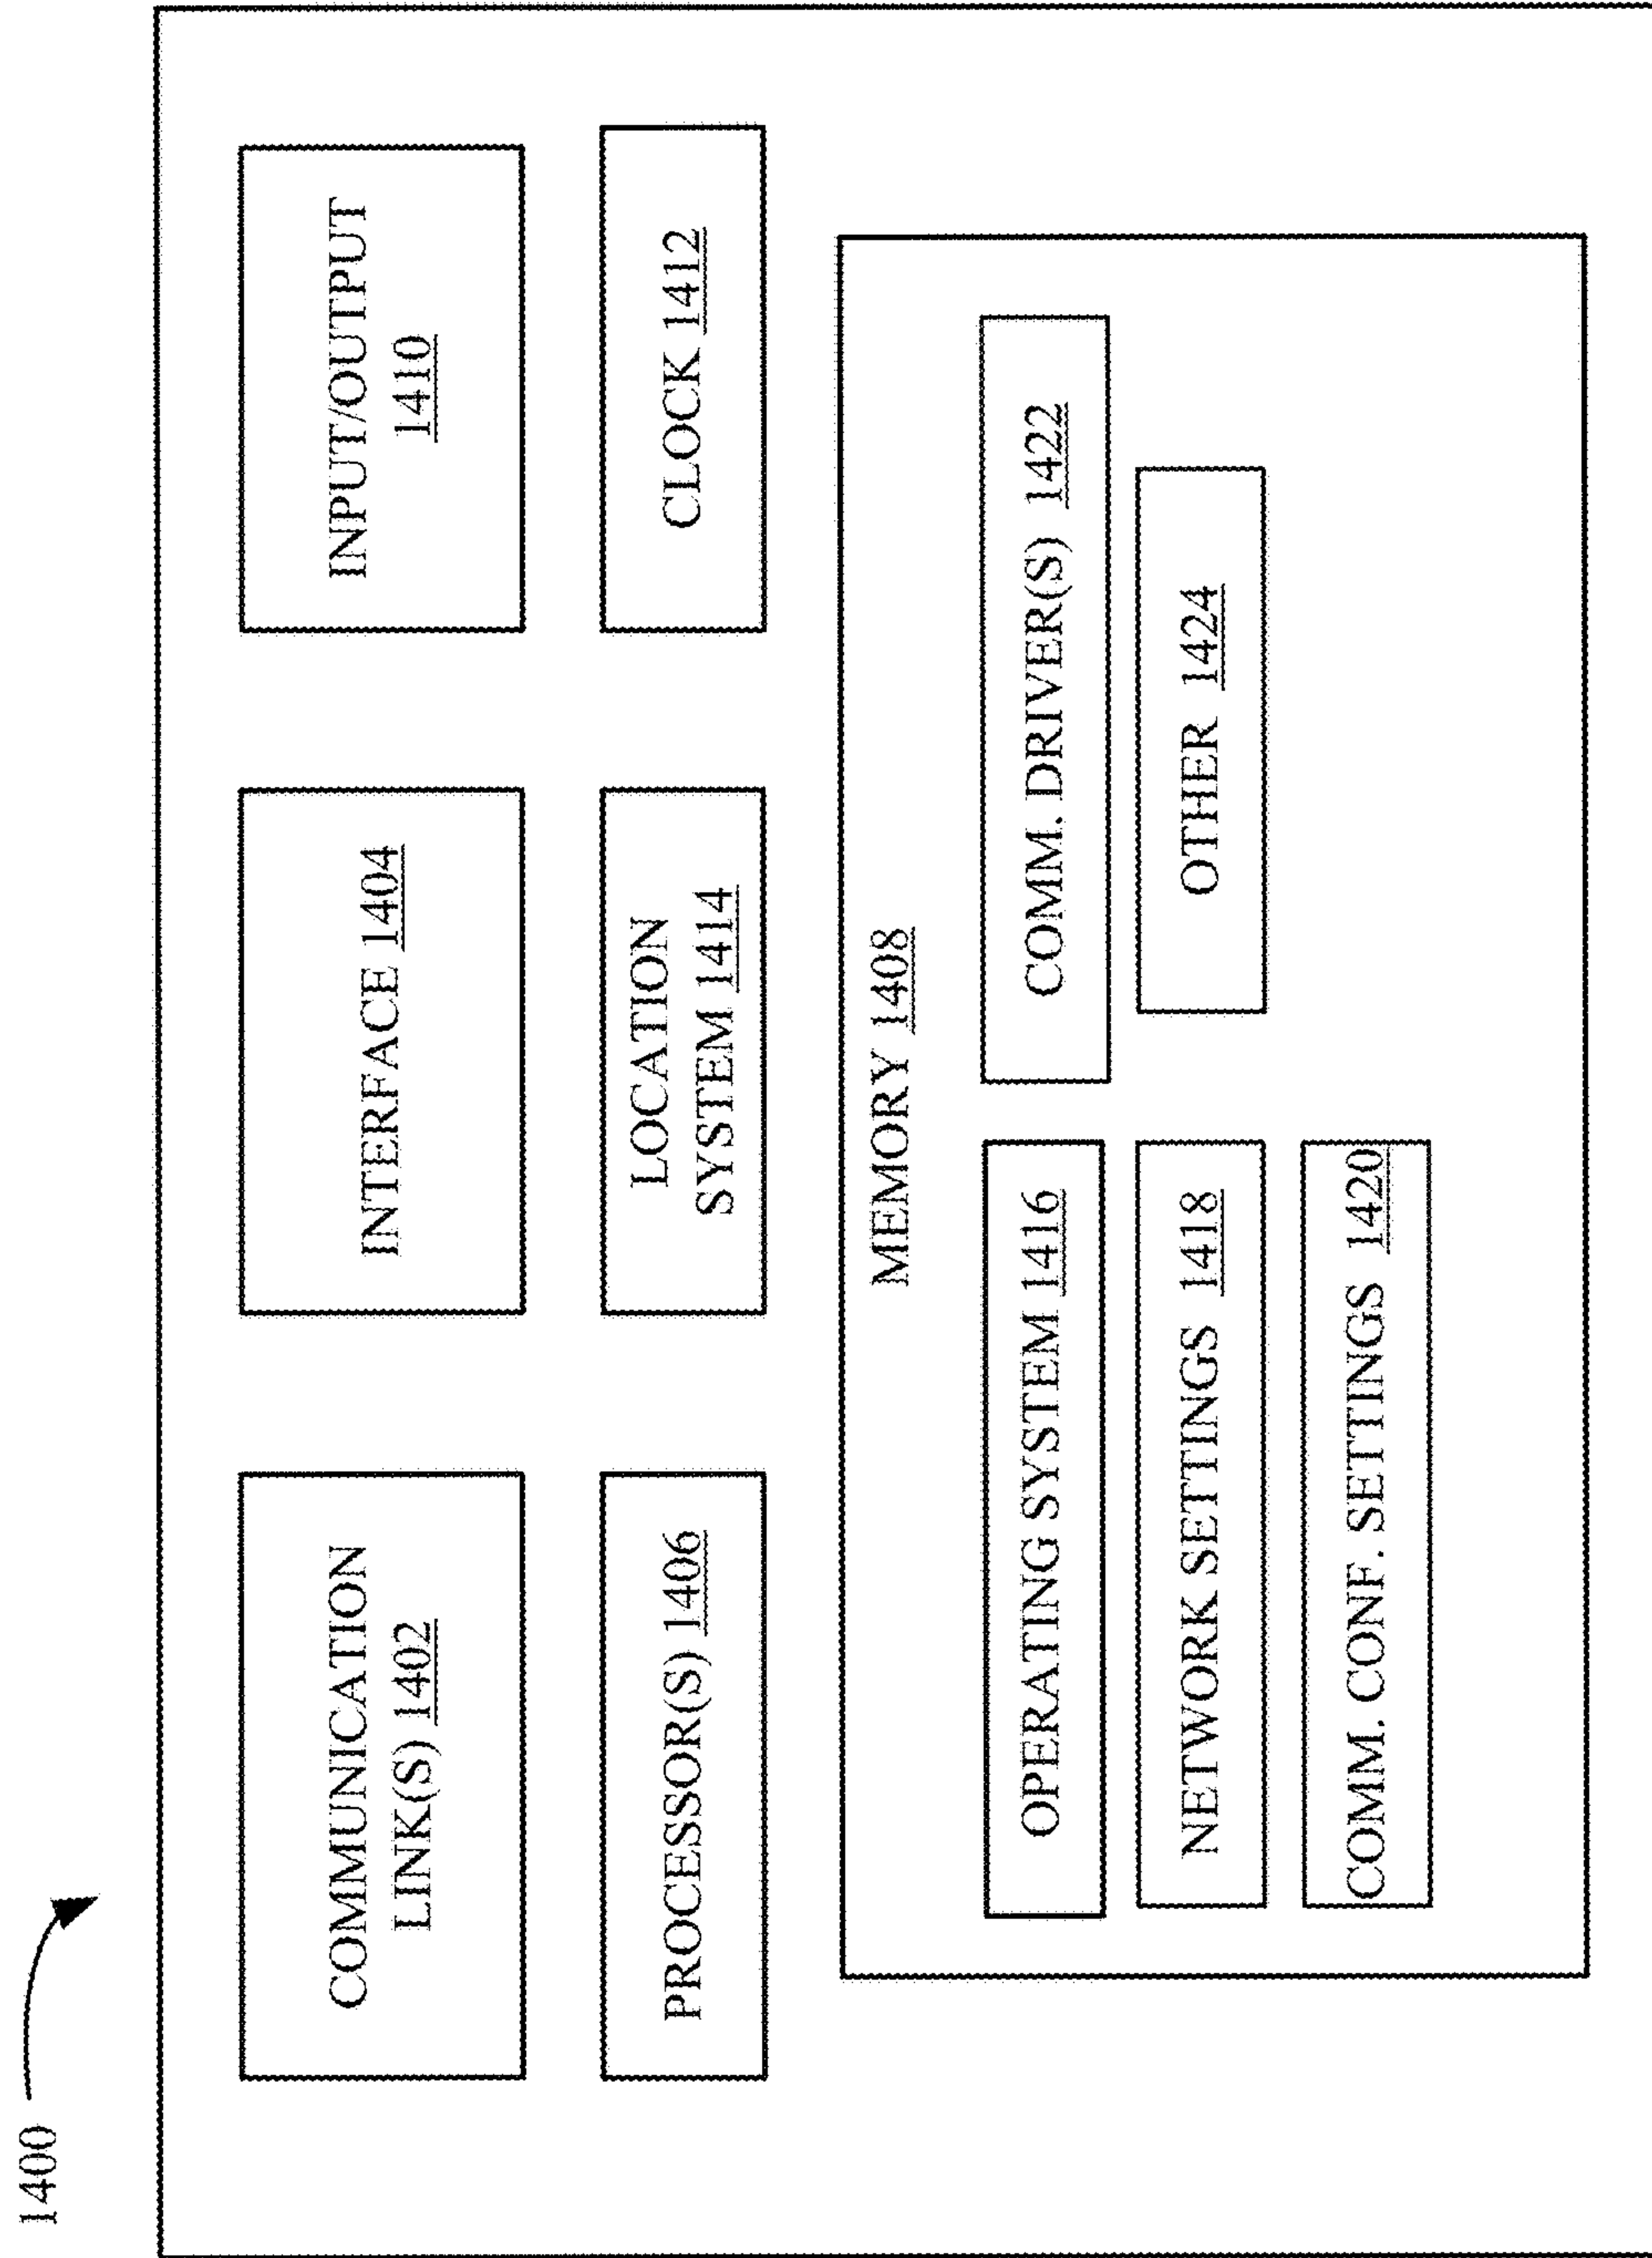 1400
COMMUNICATION
LINK(S) 1402
INTERFACE 1404
INPUT/OUTPUT
1410
PROCESSOR(S) 1406
LOCATION
SYSTEM 1414
CLOCK 1412
MEMORY 1408
OPERATING SYSTEM 1416
COMM. DRIVER(S) 1422
NETWORK SETTINGS 1418
OTHER 1424
COMM. CONF. SETTINGS 1420